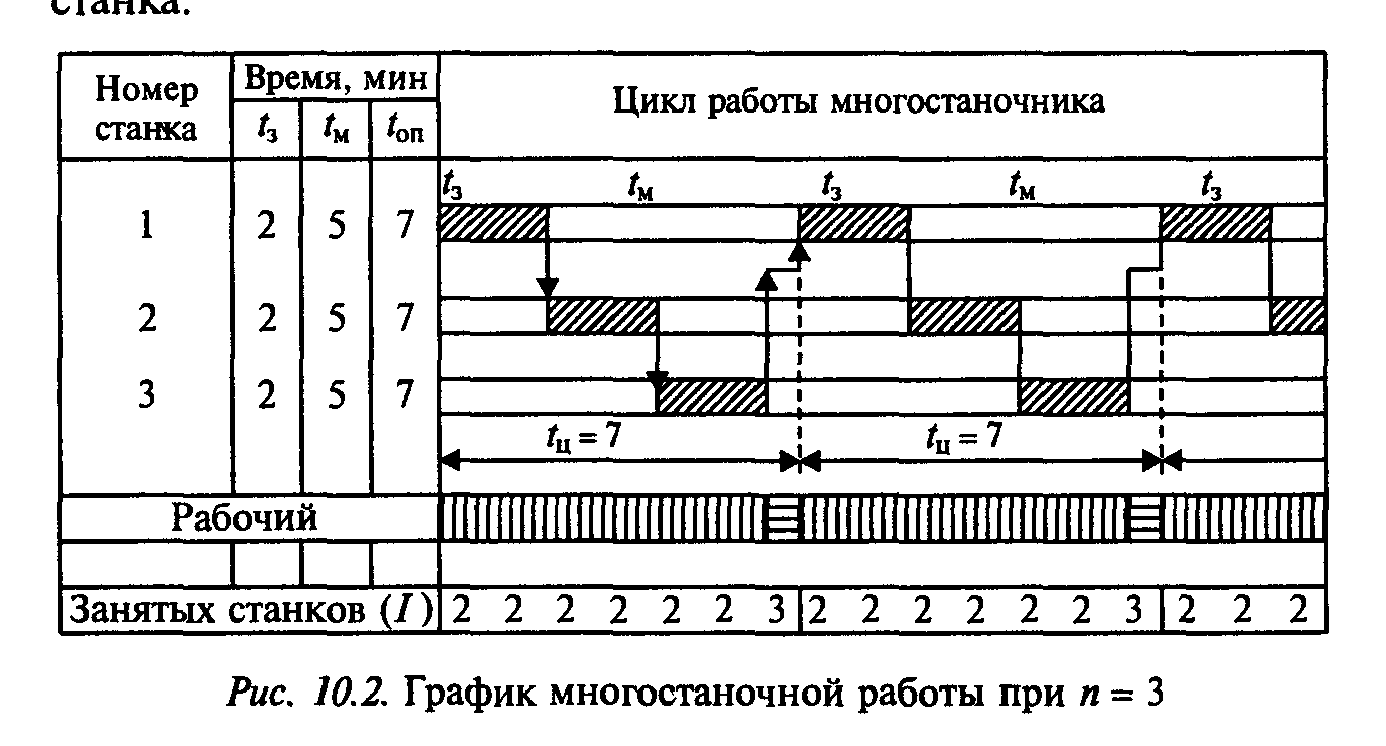 станка.
Номер станка
Время, мин
Цикл работы многостаночника
tз tм tоп
tз tм tз tм tз
1 2 5 7
2 2 5 7
3 2 5 7
tц = 7 tц = 7
Рабочий
Занятых станков (I) 2 2 2 2 2 2 3 2 2 2 2 2 2 3 2 2 2
Рис. 10.2. График многостаночной работы при n = 3